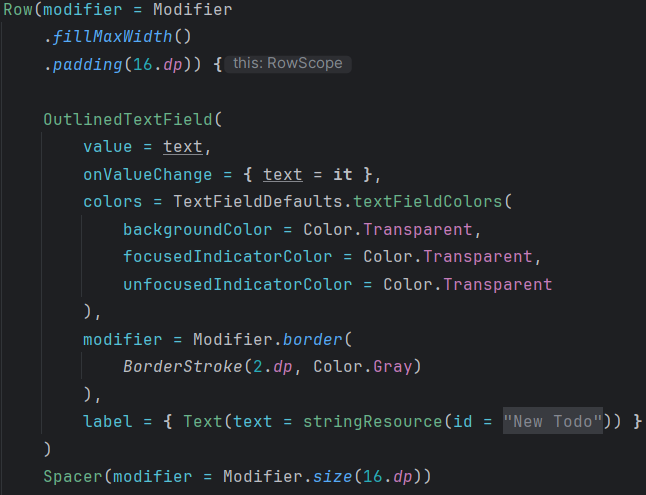 Row(modifier = Modifier
    .fillMaxWidth()
    .padding(16.dp)) { this: RowScope
    OutlinedTextField(
        value = text,
        onValueChange = { text = it },
        colors = TextFieldDefaults.textFieldColors(
            backgroundColor = Color.Transparent,
            focusedIndicatorColor = Color.Transparent,
            unfocusedIndicatorColor = Color.Transparent
        ),
        modifier = Modifier.border(
            BorderStroke(2.dp, Color.Gray)
        ),
        label = { Text(text = stringResource(id = "New Todo")) }
    )
    Spacer(modifier = Modifier.size(16.dp))